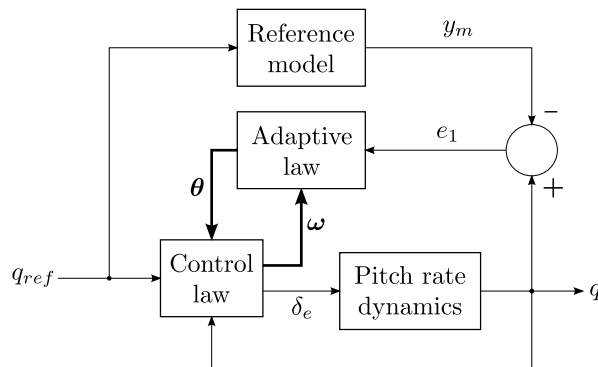 Reference
model
y_m
−
Adaptive
law
e_1
+
θ
ω
q_ref
Control
law
δ_e
Pitch rate
dynamics
q